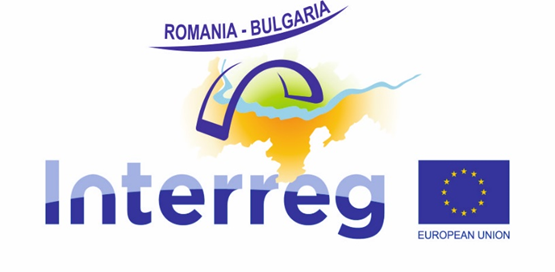 ROMANIA - BULGARIA
Interreg
EUROPEAN UNION